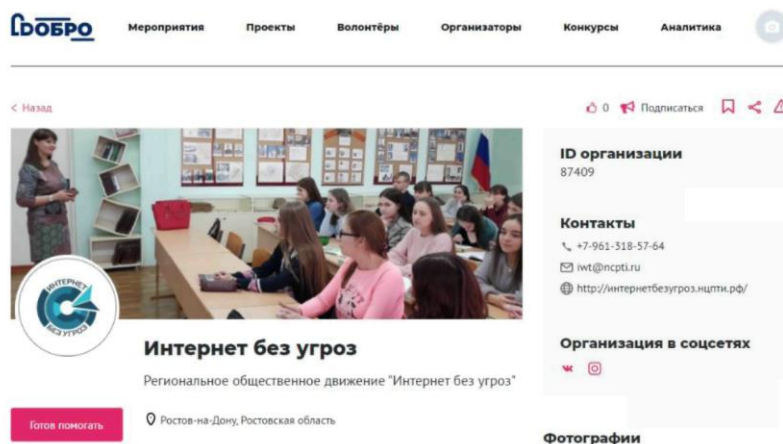 ДОБРО
Мероприятия
Проекты
Волонтёры
Организаторы
Конкурсы
Аналитика
< Назад
0
Подписаться
ID организации
87409
Контакты
+7-961-318-57-64
iwt@ncpti.ru
http://интернетбезугроз.нцпти.рф/
ИНТЕРНЕТ
БЕЗ УГРОЗ
Интернет без угроз
Региональное общественное движение "Интернет без угроз"
Организация в соцсетях
Готов помогать
Ростов-на-Дону, Ростовская область
Фотографии